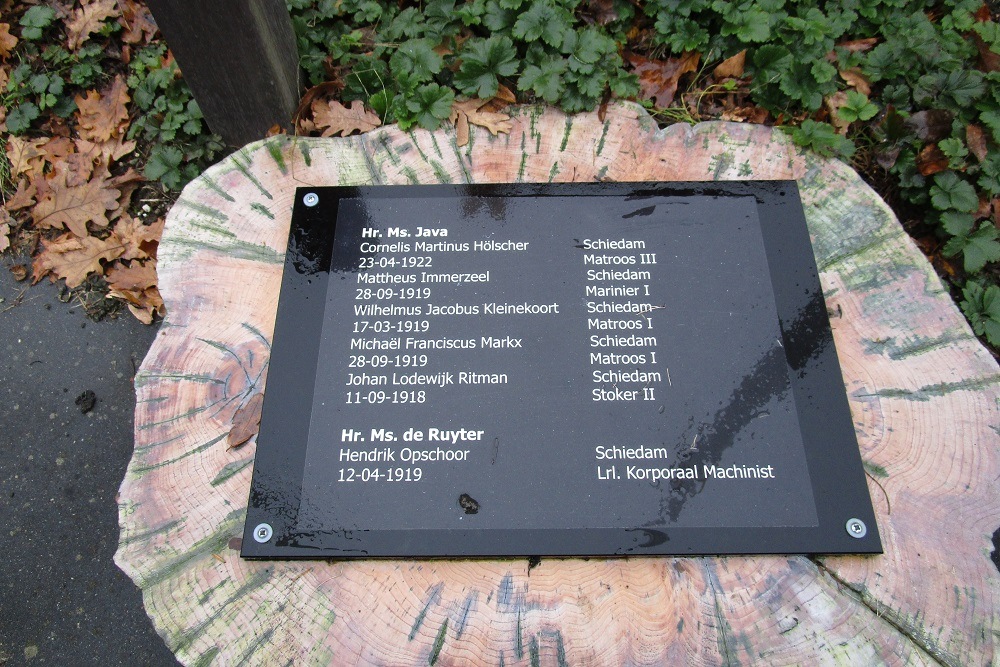 Hr. Ms. Java
Cornelis Martinus Hölscher Schiedam
23-04-1922 Matroos III
Mattheus Immerzeel Schiedam
28-09-1919 Marinier I
Wilhelmus Jacobus Kleinekoort Schiedam
17-03-1919 Matroos I
Michaël Franciscus Markx Schiedam
28-09-1919 Matroos I
Johan Lodewijk Ritman Schiedam
11-09-1918 Stoker II
Hr. Ms. de Ruyter
Hendrik Opschoor Schiedam
12-04-1919 Lrl. Korporaal Machinist